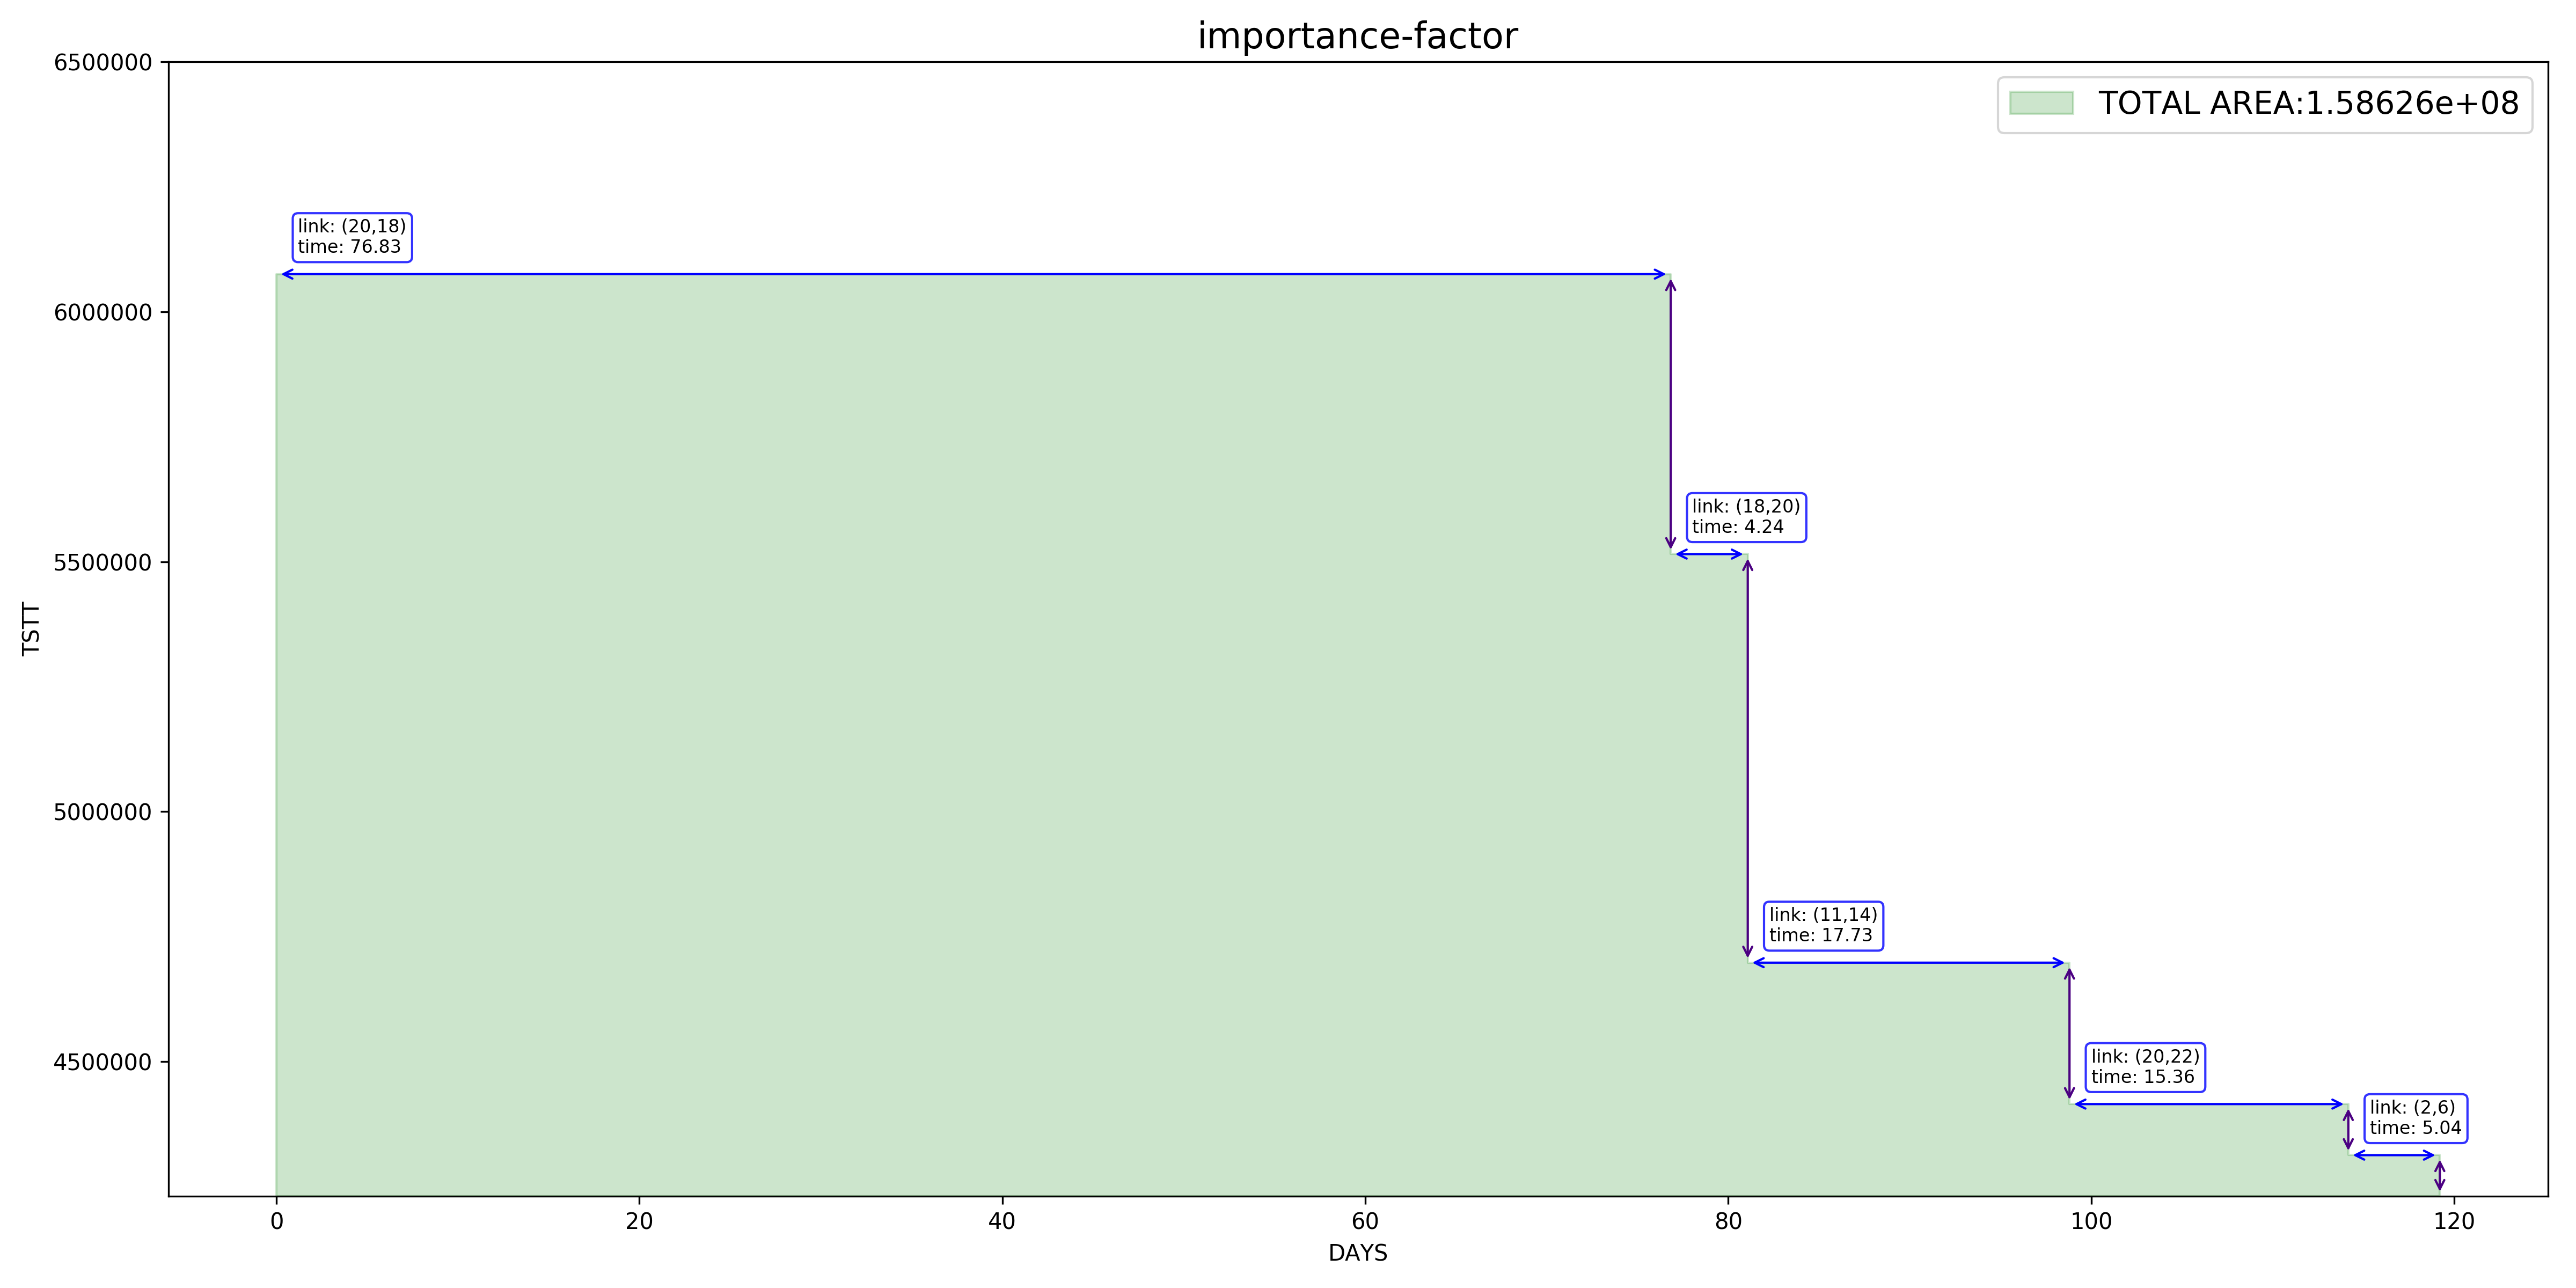 importance-factor
TOTAL AREA:1.58626e+08
6500000
6000000
5500000
5000000
4500000
TSTT
link: (20,18)
time: 76.83
link: (18,20)
time: 4.24
link: (11,14)
time: 17.73
link: (20,22)
time: 15.36
link: (2,6)
time: 5.04
0 20 40 60 80 100 120
DAYS